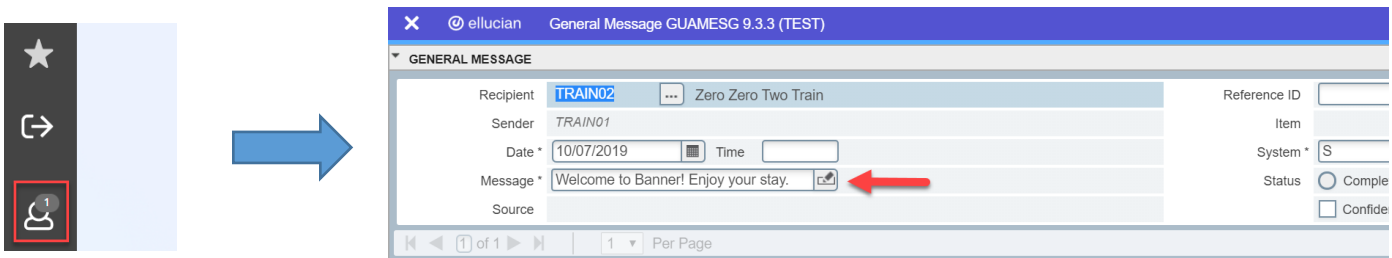 1
ellucian General Message GUAMESG 9.3.3 (TEST)
GENERAL MESSAGE
Recipient TRAIN02 ... Zero Zero Two Train Reference ID
Sender TRAIN01 Item
Date * 10/07/2019 Time System * S
Message * Welcome to Banner! Enjoy your stay. Status Comple
Source Confider
1 of 1 1 Per Page